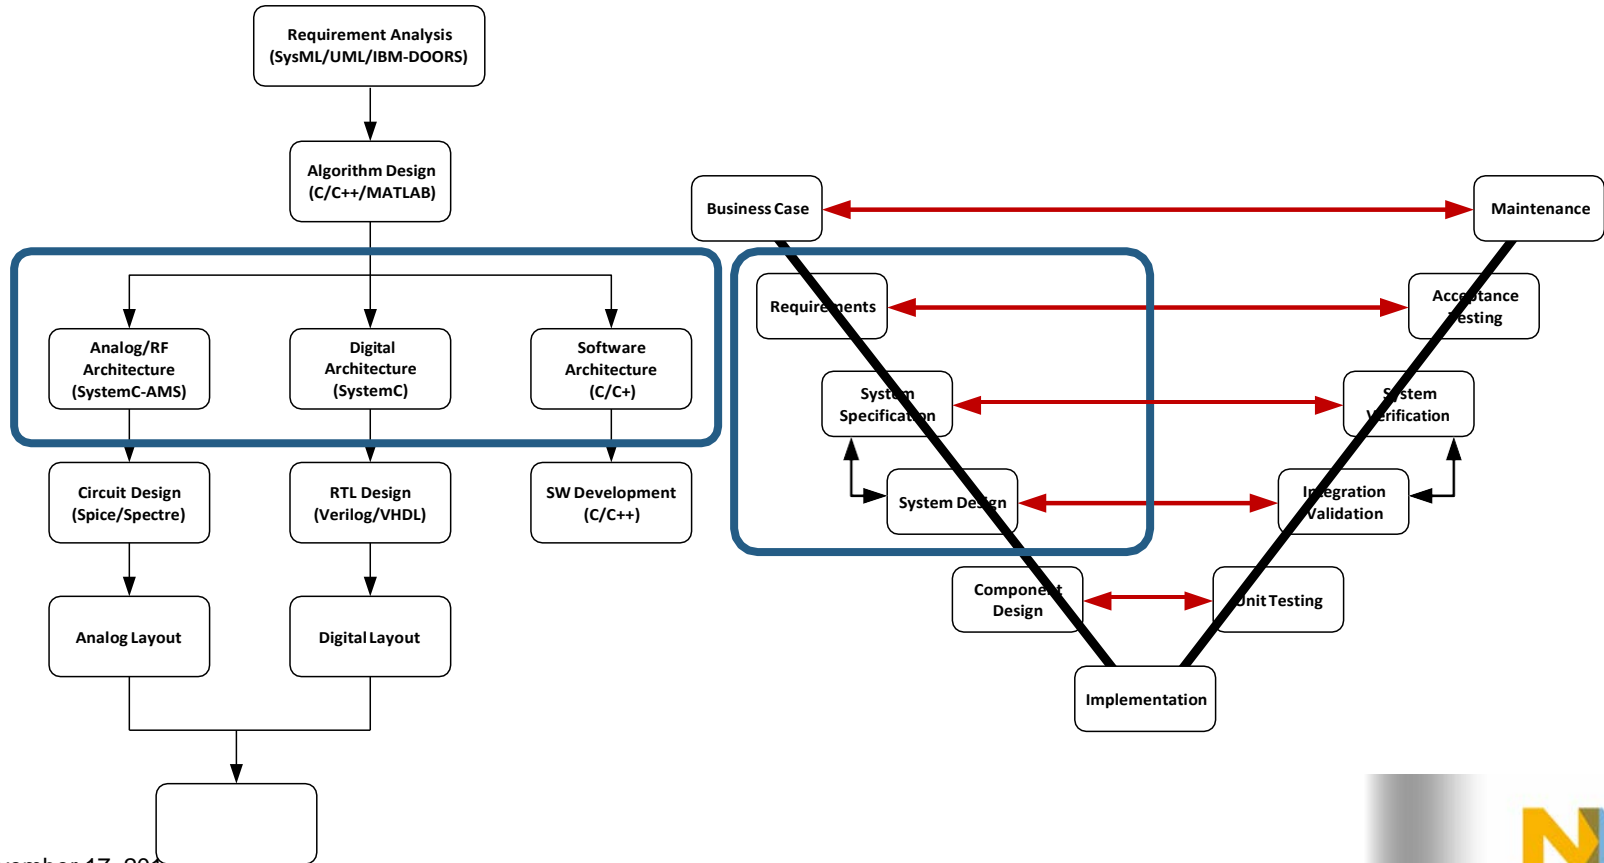 Requirement Analysis
(SysML/UML/IBM-DOORS)
Algorithm Design
(C/C++/MATLAB)
Analog/RF
Architecture
(SystemC-AMS)
Digital
Architecture
(SystemC)
Software
Architecture
(C/C+)
Circuit Design
(Spice/Spectre)
RTL Design
(Verilog/VHDL)
SW Development
(C/C++)
Analog Layout
Digital Layout
Business Case
Maintenance
Requirements
Acceptance
Testing
System
Specification
System
Verification
System Design
Integration
Validation
Component
Design
Unit Testing
Implementation
17, 201
N